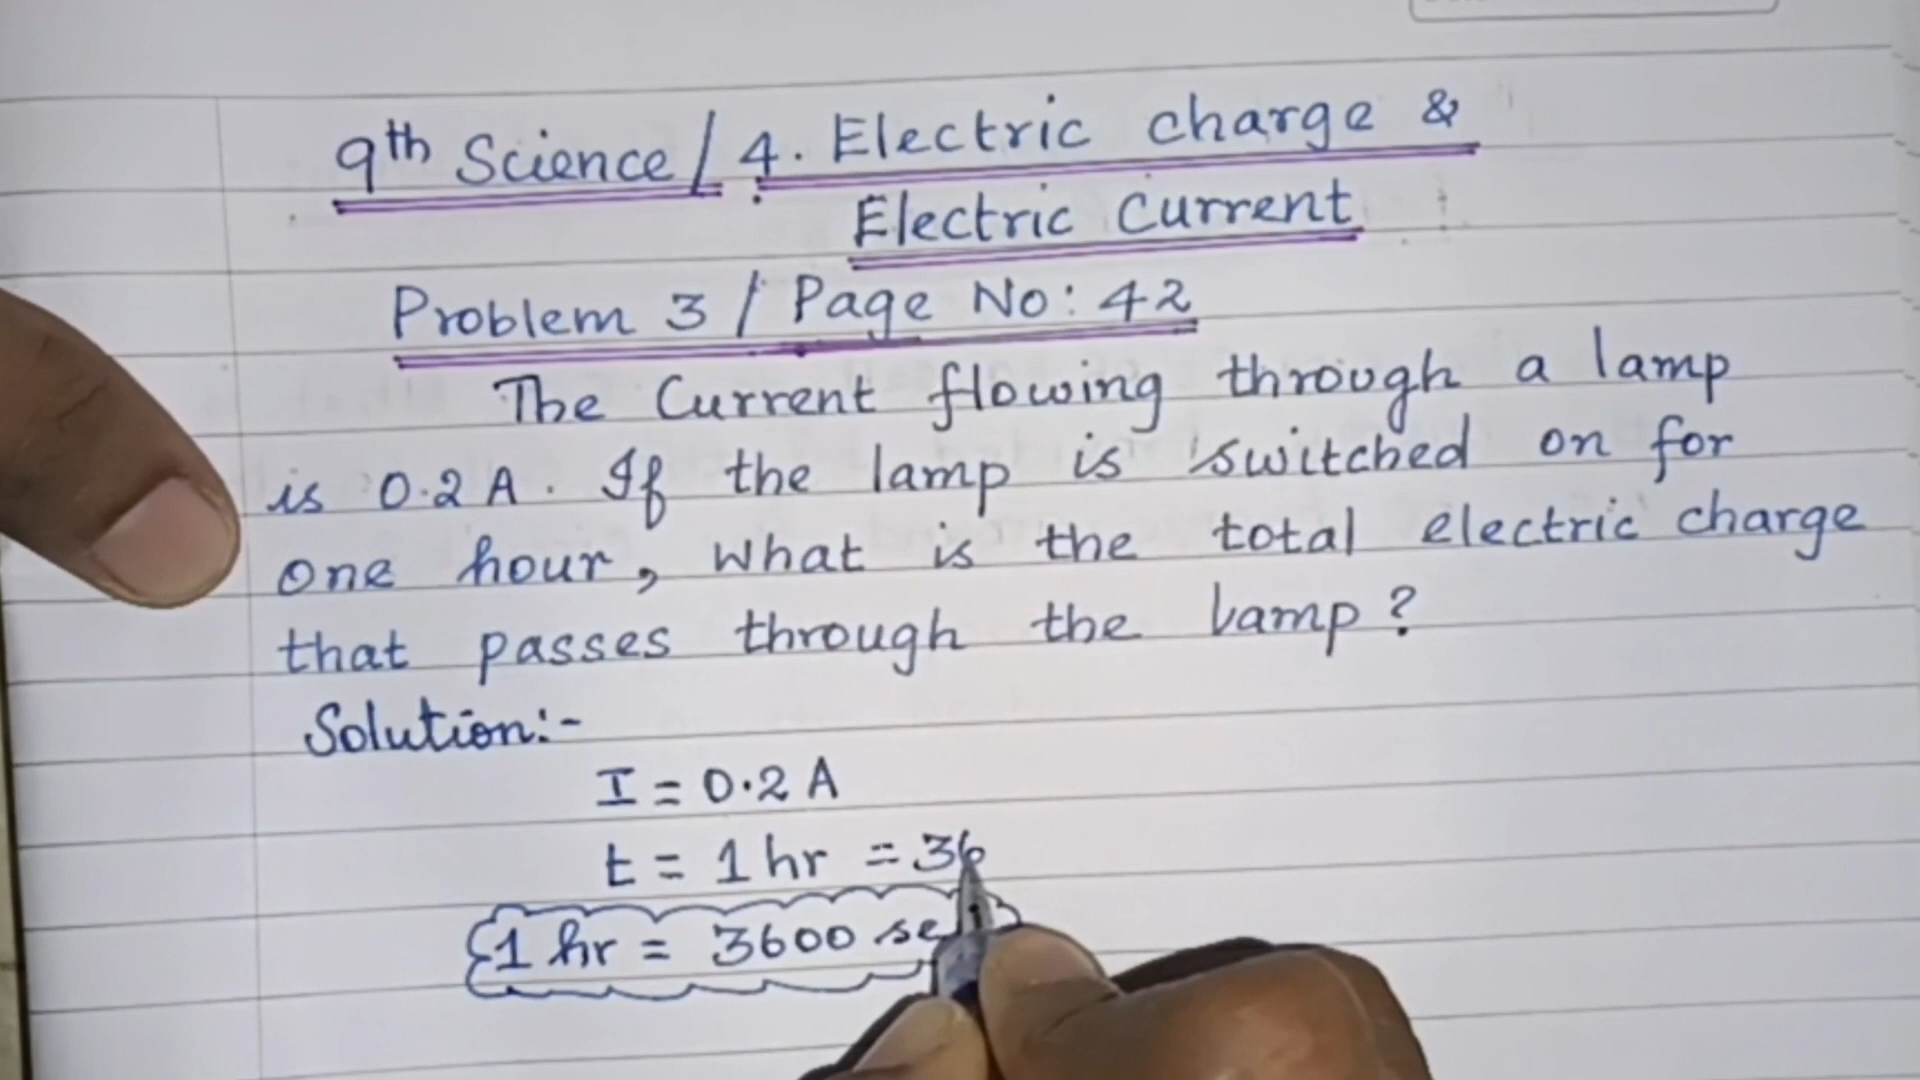 9th Science / 4. Electric charge &
Electric Current
Problem 3 / Page No: 42
The Current flowing through a lamp
is 0.2 A. If the lamp is switched on for
one hour, what is the total electric charge
that passes through the lamp?
Solution:-
I = 0.2 A
t = 1 hr = 36
1 hr = 3600 se